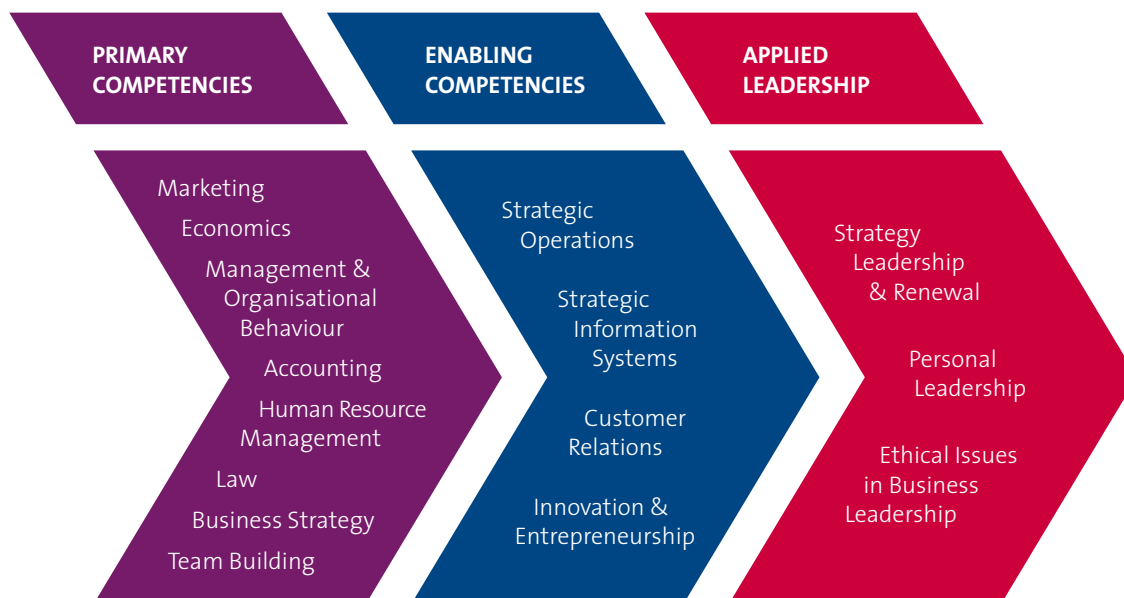 PRIMARY
COMPETENCIES
ENABLING
COMPETENCIES
APPLIED
LEADERSHIP
Marketing
Economics
Management &
Organisational
Behaviour
Accounting
Human Resource
Management
Law
Business Strategy
Team Building
Strategic
Operations
Strategic
Information
Systems
Customer
Relations
Innovation &
Entrepreneurship
Strategy
Leadership
& Renewal
Personal
Leadership
Ethical Issues
in Business
Leadership